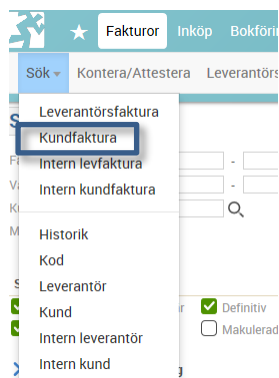 Fakturor Inköp Bokföri
Sök Kontera/Attestera Leverantörs
Leverantörsfaktura
Kundfaktura
Intern levfaktura
Intern kundfaktura
Historik
Kod
Leverantör
Definitiv
Kund
Makulerad
Intern leverantör
Intern kund